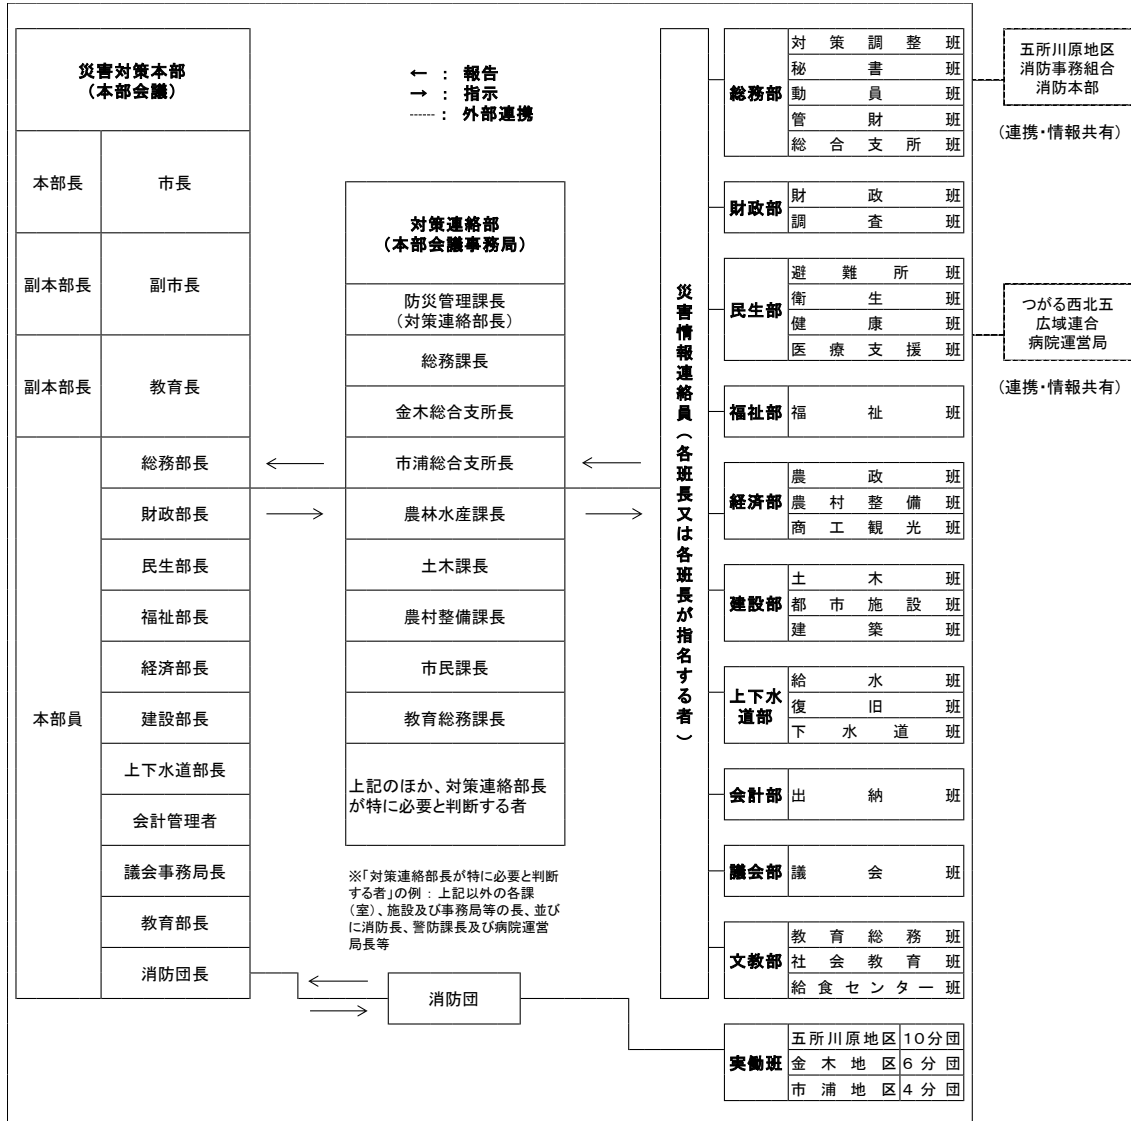 災害対策本部
(本部会議)
本部長
市長
副本部長
副市長
副本部長
教育長
本部員
総務部長
財政部長
民生部長
福祉部長
経済部長
建設部長
上下水道部長
会計管理者
議会事務局長
教育部長
消防団長
← : 報告
→ : 指示
------ : 外部連携
対策連絡部
(本部会議事務局)
防災管理課長
(対策連絡部長)
総務課長
金木総合支所長
市浦総合支所長
農林水産課長
土木課長
農村整備課長
市民課長
教育総務課長
上記のほか、対策連絡部長
が特に必要と判断する者
※「対策連絡部長が特に必要と判断
する者」の例 : 上記以外の各課
(室)、施設及び事務局等の長、並び
に消防長、警防課長及び病院運営
局長等
消防団
災害情報連絡員(各班長又は各班長が指名する者)
総務部
対策調整班
秘書班
動員班
管財班
総合支所班
財政部
財政班
調査班
民生部
避難所班
衛生班
健康班
医療支援班
福祉部
福祉班
経済部
農政班
農村整備班
商工観光班
建設部
土木班
都市施設班
建築班
上下水
道部
給水班
復旧班
下水道班
会計部
出納班
議会部
議会班
文教部
教育総務班
社会教育班
給食センター班
実働班
五所川原地区 10分団
金木地区 6分団
市浦地区 4分団
五所川原地区
消防事務組合
消防本部
(連携・情報共有)
つがる西北五
広域連合
病院運営局
(連携・情報共有)